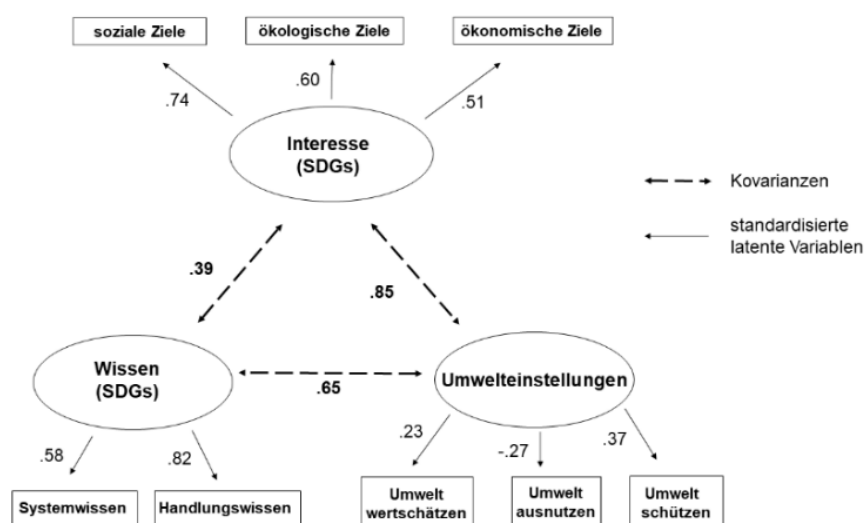 soziale Ziele
ökologische Ziele
ökonomische Ziele
.74
.60
.51
Interesse
(SDGs)
Kovarianzen
standardisierte
latente Variablen
.39
.85
Wissen
(SDGs)
.65
Umwelteinstellungen
.58
.82
.23
-.27
.37
Systemwissen
Handlungswissen
Umwelt
wertschätzen
Umwelt
ausnutzen
Umwelt
schützen